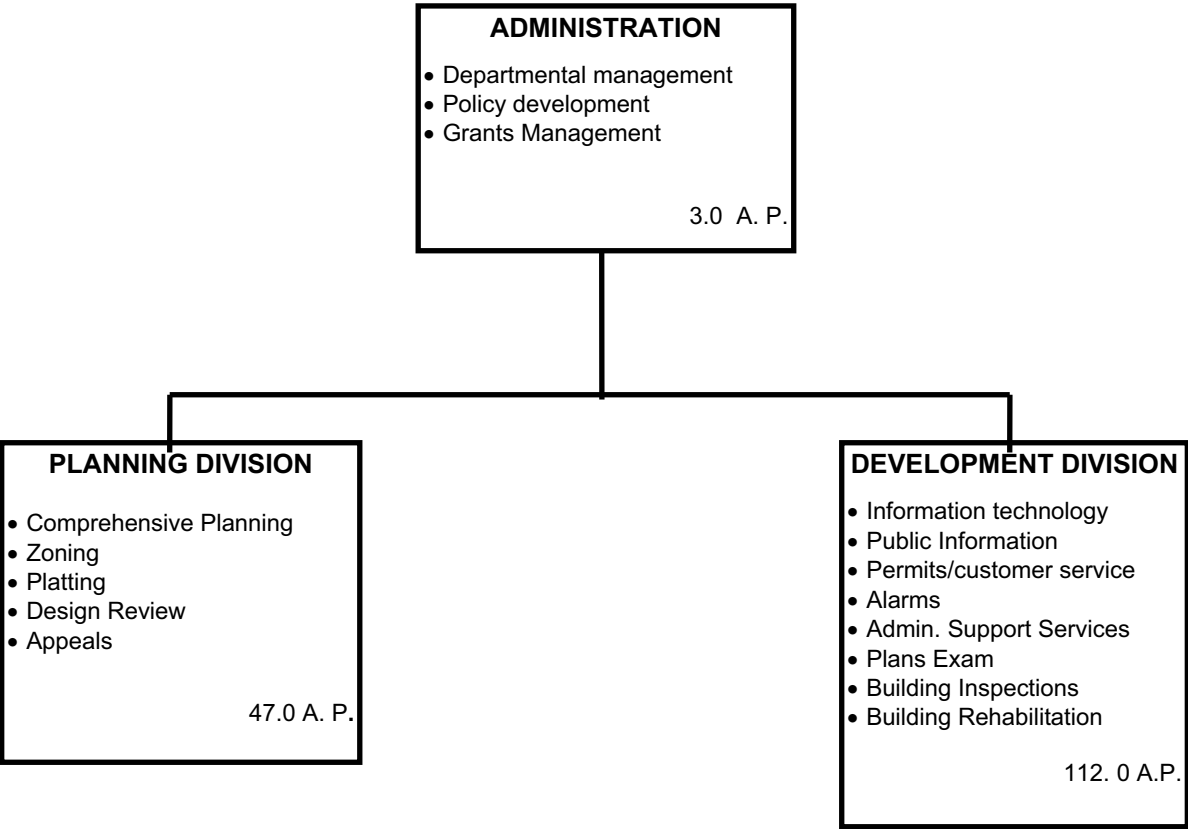 ADMINISTRATION
• Departmental management
• Policy development
• Grants Management
3.0 A. P.
PLANNING DIVISION
• Comprehensive Planning
• Zoning
• Platting
• Design Review
• Appeals
47.0 A. P.
DEVELOPMENT DIVISION
• Information technology
• Public Information
• Permits/customer service
• Alarms
• Admin. Support Services
• Plans Exam
• Building Inspections
• Building Rehabilitation
112. 0 A.P.